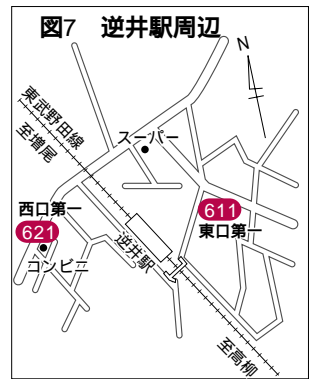 図7 逆井駅周辺
N
東武野田線
至増尾
スーパー
西口第一
621
コンビニ
611
東口第一
逆井駅
至高柳